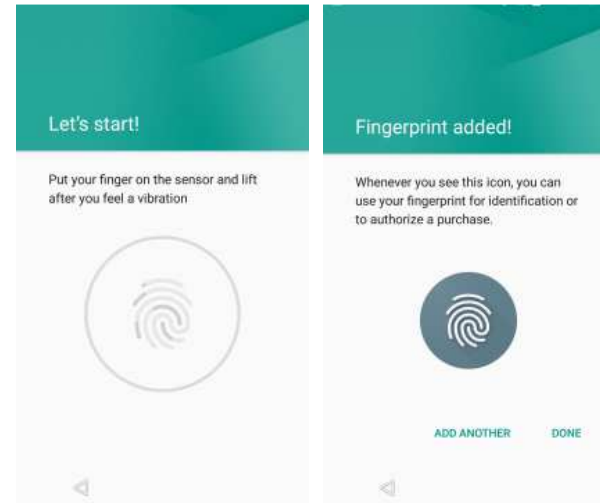 Let's start!
Put your finger on the sensor and lift
after you feel a vibration
Fingerprint added!
Whenever you see this icon, you can
use your fingerprint for identification or
to authorize a purchase.
ADD ANOTHER DONE